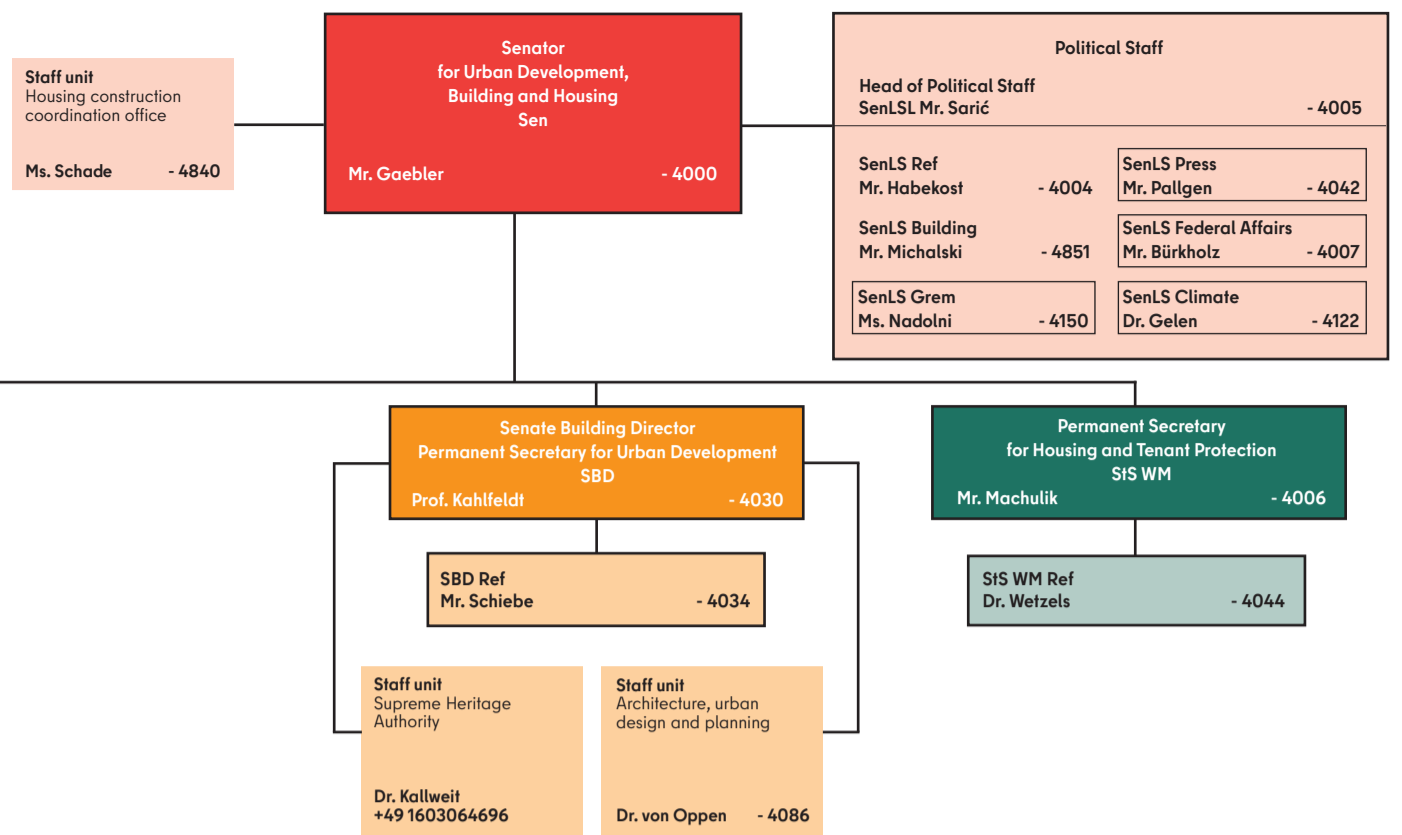 Staff unit
Housing construction
coordination office
Ms. Schade - 4840
Senator
for Urban Development,
Building and Housing
Sen
Mr. Gaebler - 4000
Political Staff
Head of Political Staff
SenLSL Mr. Sarić - 4005
SenLS Ref
Mr. Habekost - 4004
SenLS Press
Mr. Pallgen - 4042
SenLS Building
Mr. Michalski - 4851
SenLS Federal Affairs
Mr. Bürkholz - 4007
SenLS Grem
Ms. Nadolni - 4150
SenLS Climate
Dr. Gelen - 4122
Senate Building Director
Permanent Secretary for Urban Development
SBD
Prof. Kahlfeldt - 4030
Permanent Secretary
for Housing and Tenant Protection
StS WM
Mr. Machulik - 4006
SBD Ref
Mr. Schiebe - 4034
StS WM Ref
Dr. Wetzels - 4044
Staff unit
Supreme Heritage
Authority
Dr. Kallweit
+49 1603064696
Staff unit
Architecture, urban
design and planning
Dr. von Oppen - 4086